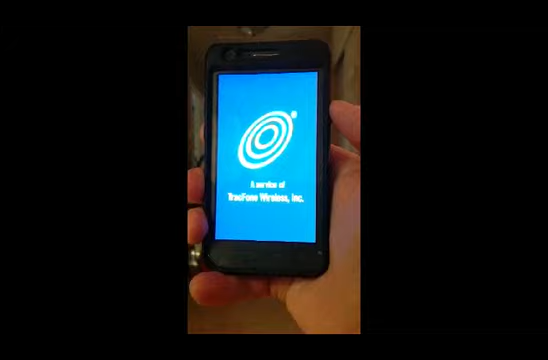 A service of
TracFone Wireless, Inc.